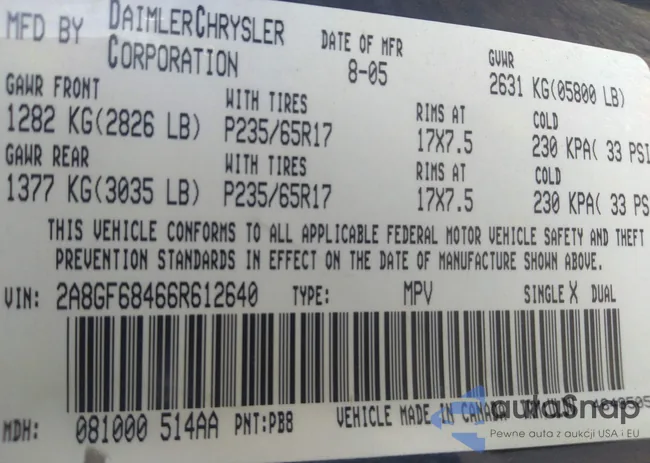 MFD BY DAIMLERCHRYSLER CORPORATION DATE OF MFR 8-05 GVWR 2631 KG(05800 LB)
GAWR FRONT WITH TIRES RIMS AT COLD
1282 KG(2826 LB) P235/65R17 17X7.5 230 KPA( 33 PSI
GAWR REAR WITH TIRES RIMS AT COLD
1377 KG(3035 LB) P235/65R17 17X7.5 230 KPA( 33 PS
THIS VEHICLE CONFORMS TO ALL APPLICABLE FEDERAL MOTOR VEHICLE SAFETY AND THEFT
PREVENTION STANDARDS IN EFFECT ON THE DATE OF MANUFACTURE SHOWN ABOVE.
VIN: 2A8GF68466R612640 TYPE: MPV SINGLE X DUAL
MDH: 081000 514AA PNT:PB8 VEHICLE MADE IN CANADA
autoSnap
Pewne auta z aukcji USA i EU